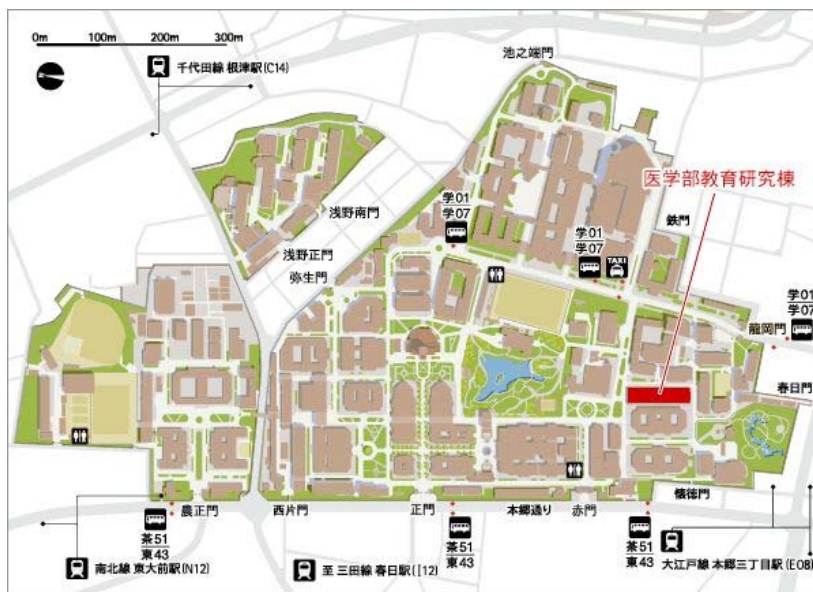 0m 100m 200m 300m
千代田線 根津駅(C14)
池之端門
医学部教育研究棟
浅野南門
学01
学07
学01
学07
TAXI
鉄門
浅野正門
弥生門
学01
学07
龍岡門
春日門
農正門
西片門
正門
本郷通り
赤門
懐徳門
茶51
東43
茶51
東43
茶51
東43
南北線 東大前駅(N12)
至 三田線 春日駅(I12)
大江戸線 本郷三丁目駅(E08)